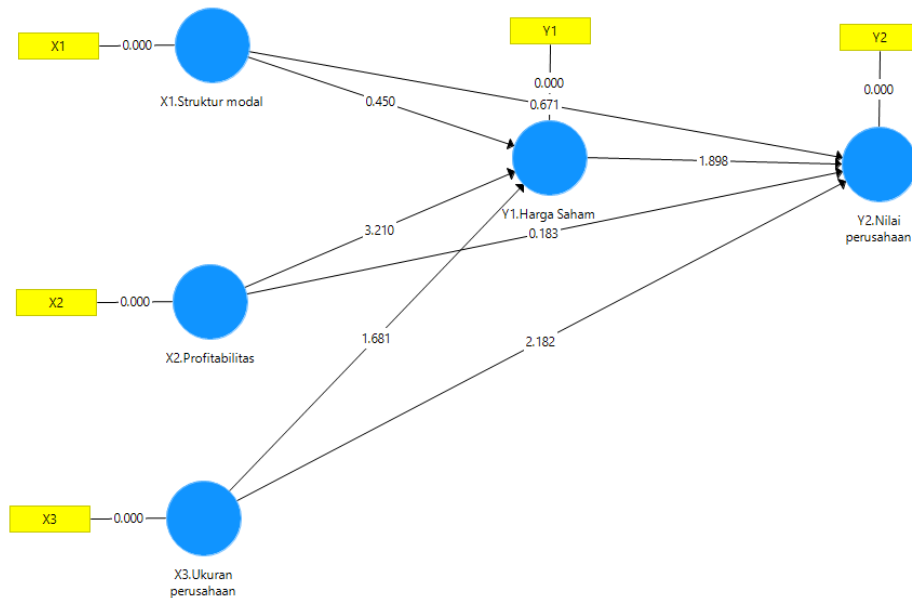 X1
0.000
X1.Struktur modal
Y1
0.000
Y2
0.000
0.450
0.671
Y1.Harga Saham
1.898
Y2.Nilai
perusahaan
3.210
0.183
X2
0.000
X2.Profitabilitas
1.681
2.182
X3
0.000
X3.Ukuran
perusahaan